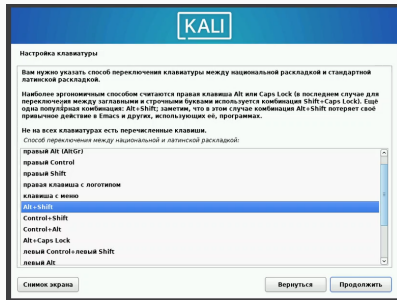 KALI
Настройка клавиатуры
Вам нужно указать способ переключения клавиатуры между национальной раскладкой и стандартной
латинской раскладкой.
Наиболее эргономичным способом считаются правая клавиша Alt или Caps Lock (в последнем случае для
переключения между заглавными и строчными буквами используется комбинация Shift+Caps Lock). Ещё
одна популярная комбинация: Alt+Shift; заметим, что в этом случае комбинация Alt+Shift потеряет своё
привычное действие в Emacs и других, использующих её, программах.
Не на всех клавиатурах есть перечисленные клавиши.
Способ переключения между национальной и латинской раскладкой:
правый Alt (AltGr)
правый Control
правый Shift
правая клавиша с логотипом
клавиша с меню
Alt+Shift
Control+Shift
Control+Alt
Alt+Caps Lock
левый Control+левый Shift
левый Alt
Снимок экрана
Вернуться
Продолжить